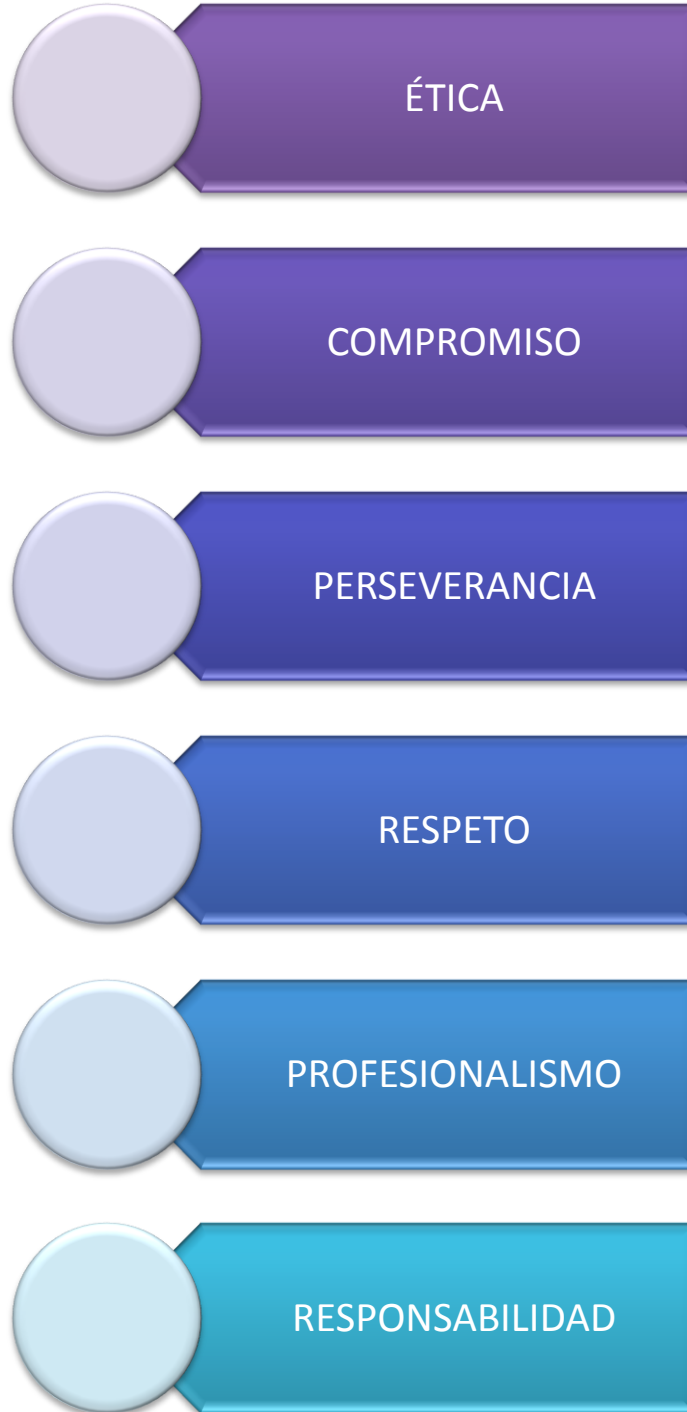 ÉTICA
COMPROMISO
PERSEVERANCIA
RESPETO
PROFESIONALISMO
RESPONSABILIDAD